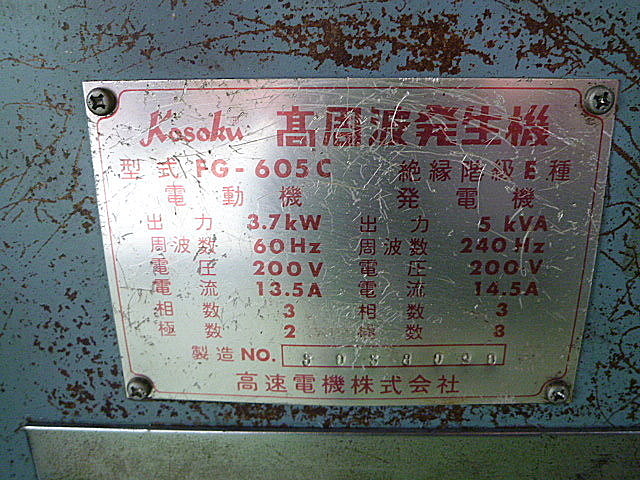 Kosoku 高周波発生機
型式 FG-605C 絶縁階級E種
電動機 発電機
出力 3.7kW 出力 5 kVA
周波数 60Hz 周波数 240Hz
電圧 200V 電圧 200V
電流 13.5A 電流 14.5A
相数 3 相数 3
極数 2 極数 8
製造NO.
高速電機株式会社